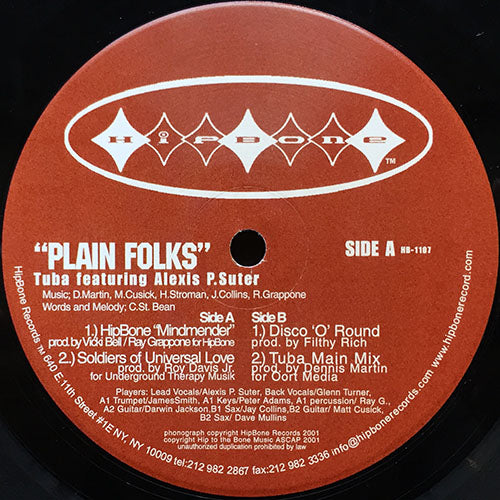 HipBone
TM
"PLAIN FOLKS"
SIDE A HB-1197
Tuba featuring Alexis P.Suter
Music; D.Martin, M.Cusick, H.Stroman, J.Collins, R.Grappone
Words and Melody; C.St. Bean
Side A
1.) HipBone "Mindmender"
prod. by Vicki Bell / Ray Grappone for HipBone
2.) Soldiers of Universal Love
prod. by Roy Davis Jr.
for Underground Therapy Musik
Side B
1.) Disco 'O' Round
prod. by Filthy Rich
2) Tuba Main Mix
prod. by Dennis Martin
for Oort Media
Players: Lead Vocals/Alexis P. Suter, Back Vocals/Glenn Turner,
A1 Trumpet/JamesSmith, A1 Keys/Peter Adams, A1 percussion/ Ray G.,
A2 Guitar/Darwin Jackson.B1 Sax/Jay Collins,B2 Guitar/ Matt Cusick,
B2 Sax/ Dave Mullins
phonograph copyright HipBone Records 2001
copyright Hip to the Bone Music ASCAP 2001
unauthorized duplication prohibited by law
HipBone Records TM 640 E.11th Street #1E NY, NY 10009 tel:212 982 2867 fax:212 982 3336 info@hipbonerecords.com
www.hipbonerecord.com